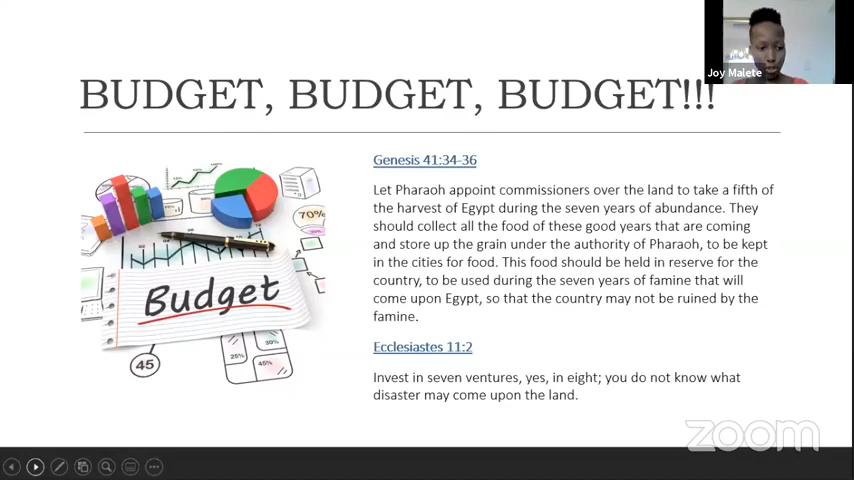 Joy Malete
BUDGET, BUDGET, BUDGET!!!
Genesis 41:34-36
Let Pharaoh appoint commissioners over the land to take a fifth of
the harvest of Egypt during the seven years of abundance. They
should collect all the food of these good years that are coming
and store up the grain under the authority of Pharaoh, to be kept
in the cities for food. This food should be held in reserve for the
country, to be used during the seven years of famine that will
come upon Egypt, so that the country may not be ruined by the
famine.
Ecclesiastes 11:2
Invest in seven ventures, yes, in eight; you do not know what
disaster may come upon the land.
70%
Budget
45
25%
30%
45%
zoom